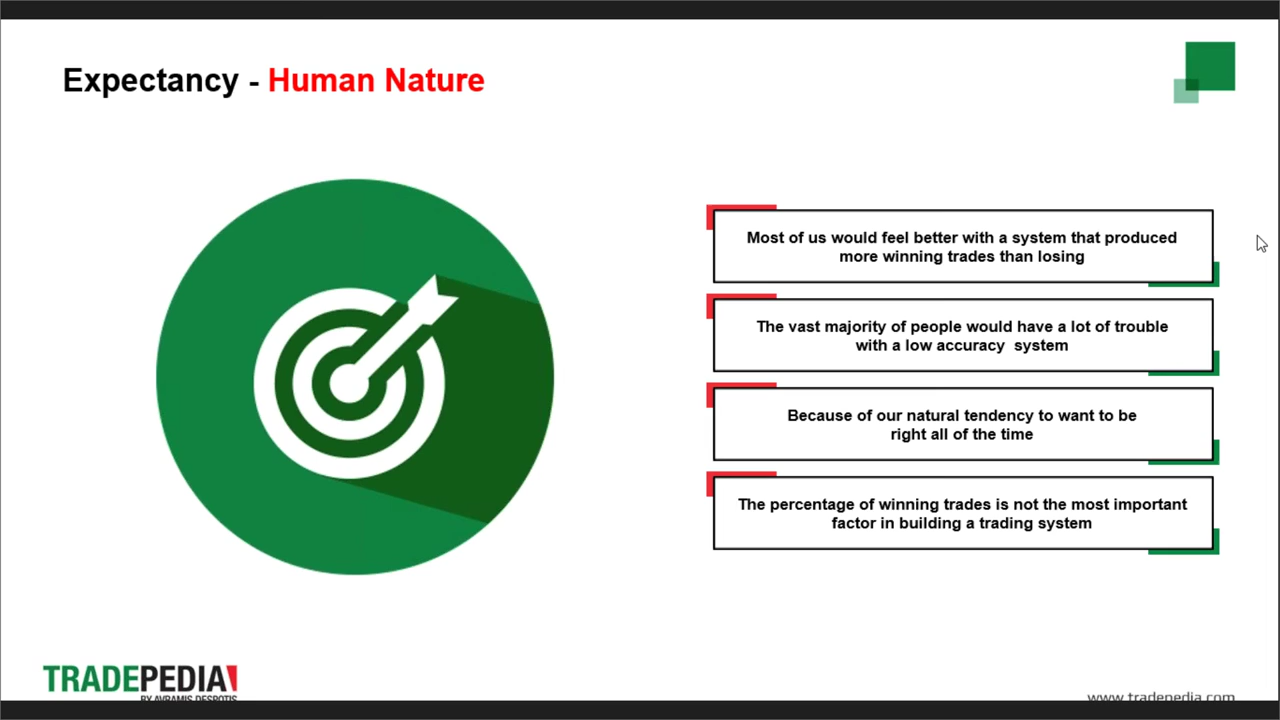 Expectancy - Human Nature
Most of us would feel better with a system that produced
more winning trades than losing
The vast majority of people would have a lot of trouble
with a low accuracy  system
Because of our natural tendency to want to be
right all of the time
The percentage of winning trades is not the most important
factor in building a trading system
TRADEPEDIA
BY AVRAMIS DESPOTIS
www.tradepedia.com